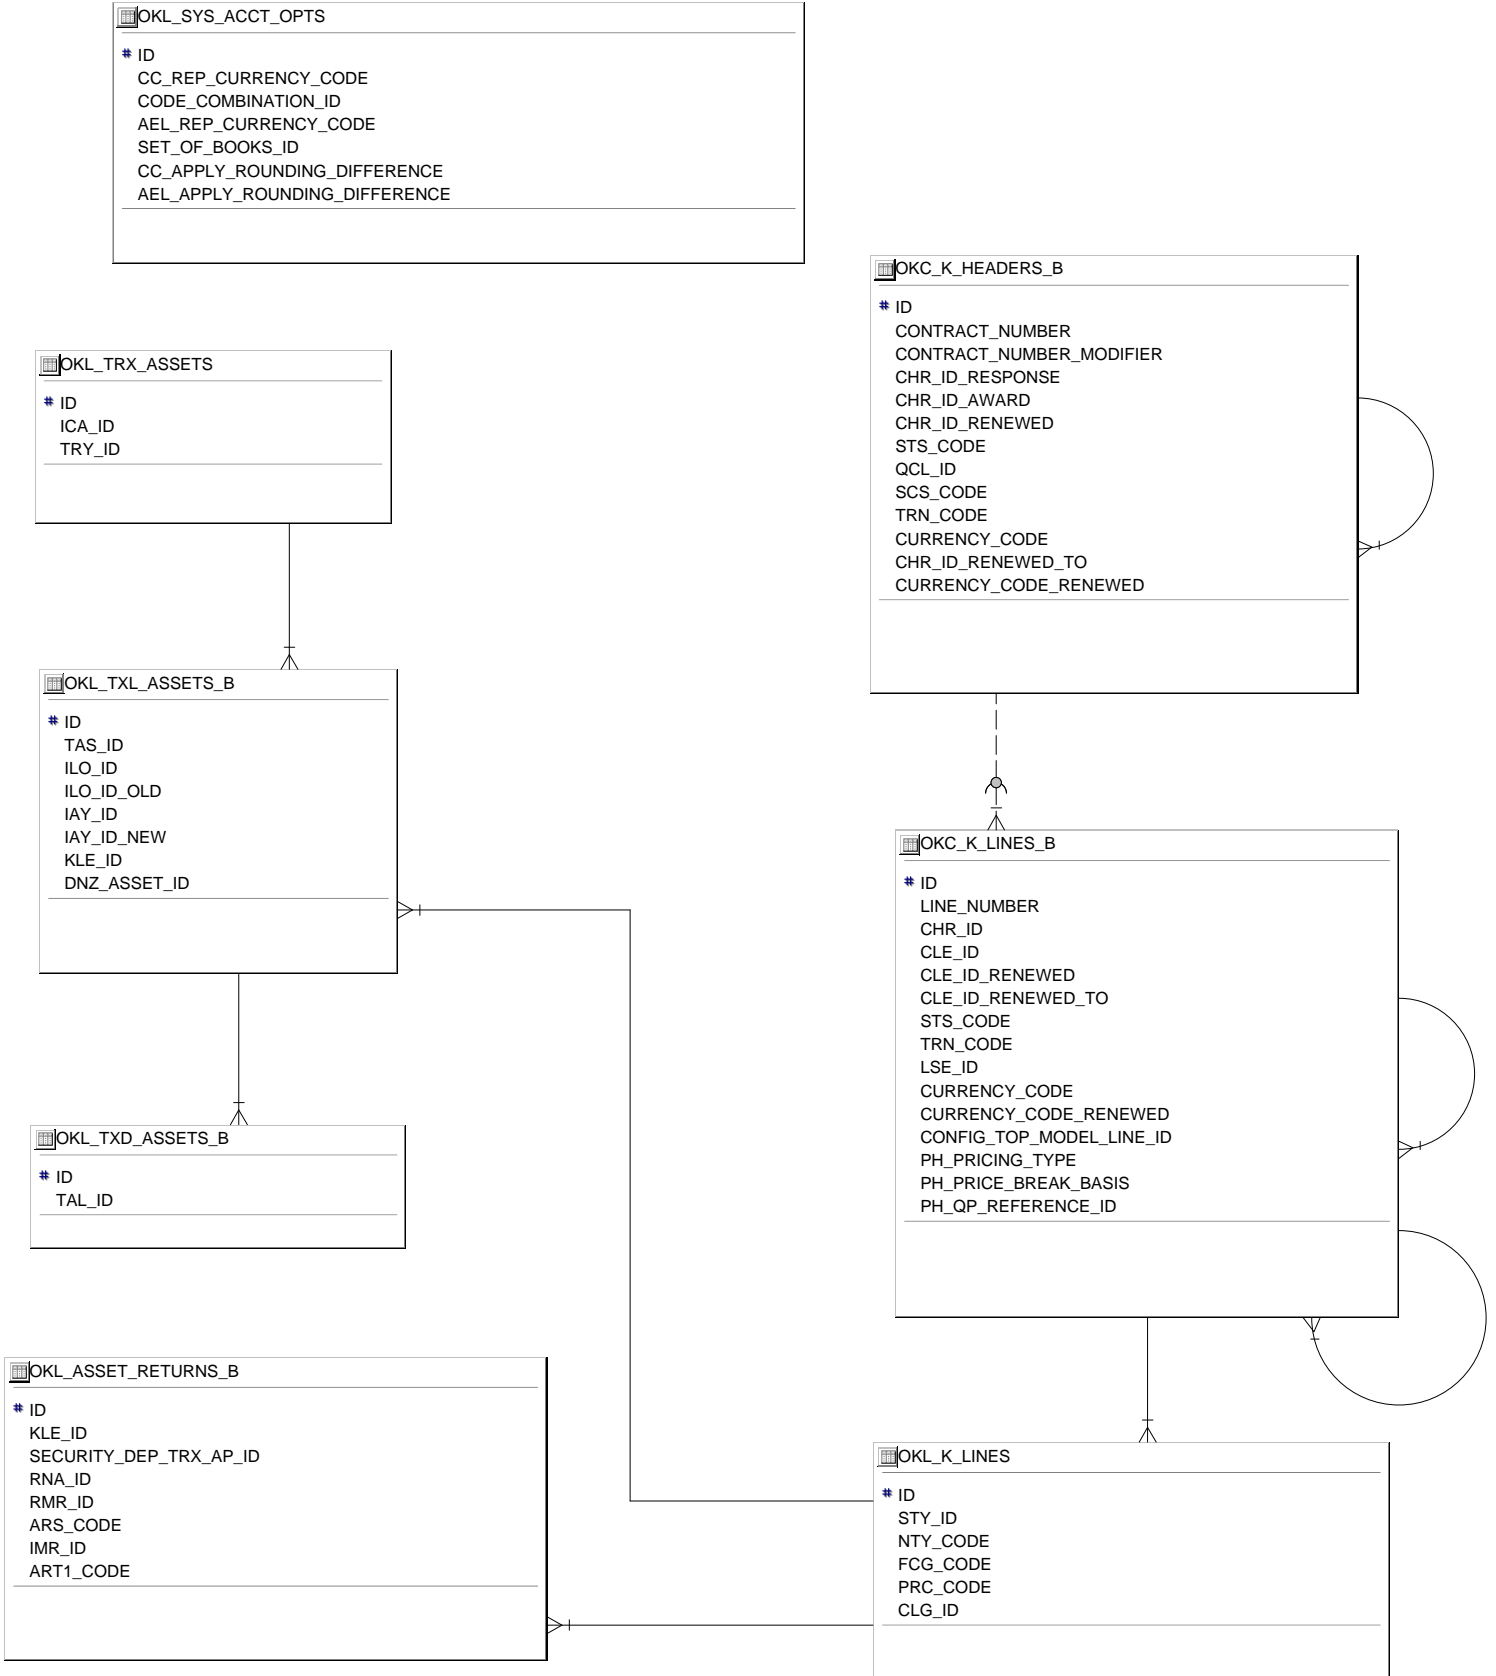 OKL_SYS_ACCT_OPTS
# ID
CC_REP_CURRENCY_CODE
CODE_COMBINATION_ID
AEL_REP_CURRENCY_CODE
SET_OF_BOOKS_ID
CC_APPLY_ROUNDING_DIFFERENCE
AEL_APPLY_ROUNDING_DIFFERENCE
OKL_TRX_ASSETS
# ID
ICA_ID
TRY_ID
OKL_TXL_ASSETS_B
# ID
TAS_ID
ILO_ID
ILO_ID_OLD
IAY_ID
IAY_ID_NEW
KLE_ID
DNZ_ASSET_ID
OKL_TXD_ASSETS_B
# ID
TAL_ID
OKL_ASSET_RETURNS_B
# ID
KLE_ID
SECURITY_DEP_TRX_AP_ID
RNA_ID
RMR_ID
ARS_CODE
IMR_ID
ART1_CODE
OKC_K_HEADERS_B
# ID
CONTRACT_NUMBER
CONTRACT_NUMBER_MODIFIER
CHR_ID_RESPONSE
CHR_ID_AWARD
CHR_ID_RENEWED
STS_CODE
QCL_ID
SCS_CODE
TRN_CODE
CURRENCY_CODE
CHR_ID_RENEWED_TO
CURRENCY_CODE_RENEWED
OKC_K_LINES_B
# ID
LINE_NUMBER
CHR_ID
CLE_ID
CLE_ID_RENEWED
CLE_ID_RENEWED_TO
STS_CODE
TRN_CODE
LSE_ID
CURRENCY_CODE
CURRENCY_CODE_RENEWED
CONFIG_TOP_MODEL_LINE_ID
PH_PRICING_TYPE
PH_PRICE_BREAK_BASIS
PH_QP_REFERENCE_ID
OKL_K_LINES
# ID
STY_ID
NTY_CODE
FCG_CODE
PRC_CODE
CLG_ID